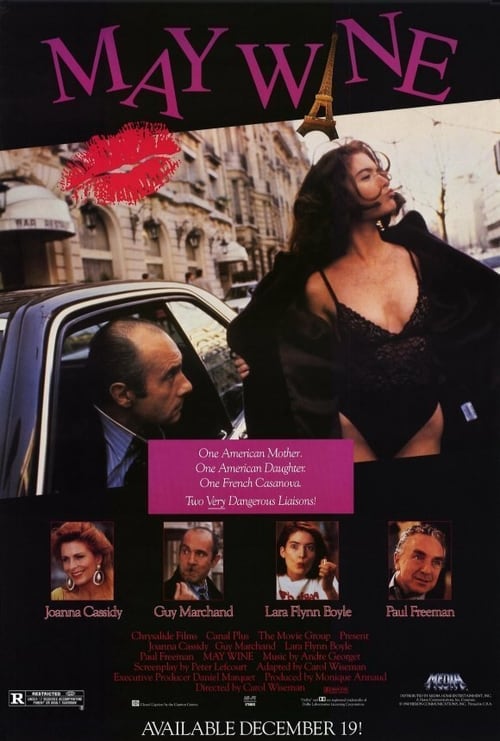 MAY WINE
BAR
One American Mother.
One American Daughter.
One French Casanova.
Two Very Dangerous Liaisons!
Joanna Cassidy
Guy Marchand
Lara Flynn Boyle
Paul Freeman
Chrysalide Films Canal Plus The Movie Group Present
Joanna Cassidy Guy Marchand Lara Flynn Boyle
Paul Freeman MAY WINE Music by Andre Georget
Screenplay by Peter Lefcourt Adapted by Carol Wiseman
Executive Producer Daniel Marquet Produced by Monique Annaud
Directed by Carol Wiseman
R RESTRICTED
MEDIA
AVAILABLE DECEMBER 19!